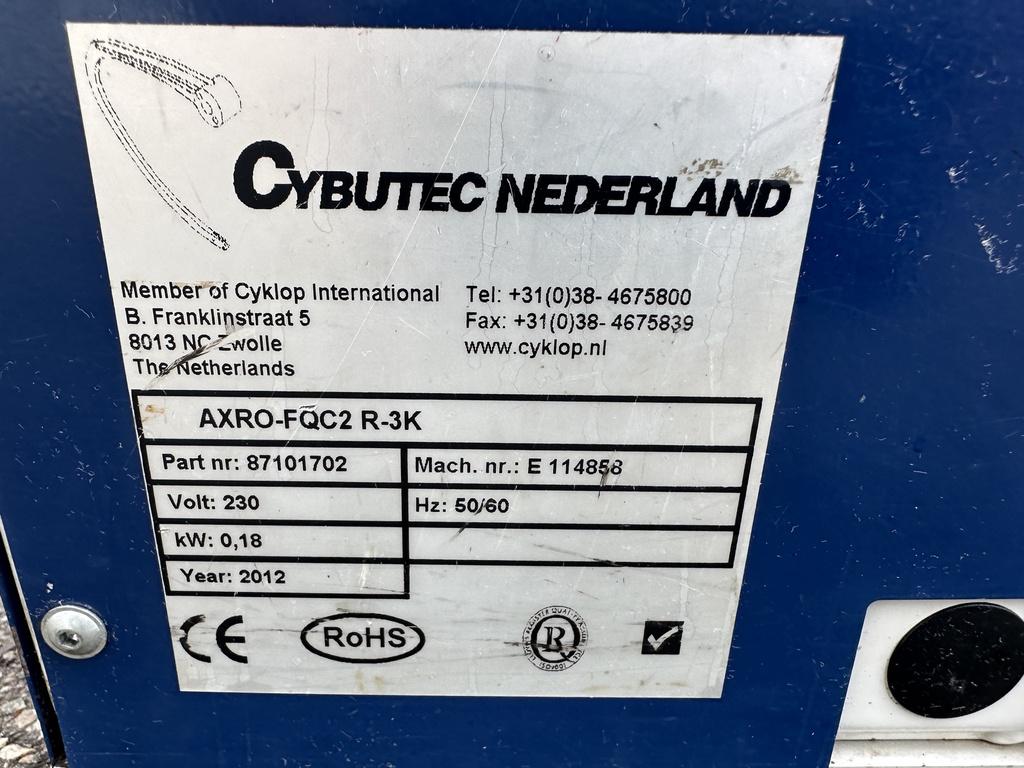 CYBUTEC NEDERLAND
Member of Cyklop International
B. Franklinstraat 5
8013 NC Zwolle
The Netherlands
Tel: +31(0)38- 4675800
Fax: +31(0)38- 4675839
www.cyklop.nl
AXRO-FQC2 R-3K
Part nr: 87101702
Mach. nr.: E 114858
Volt: 230
Hz: 50/60
kW: 0,18
Year: 2012
CE
RoHS